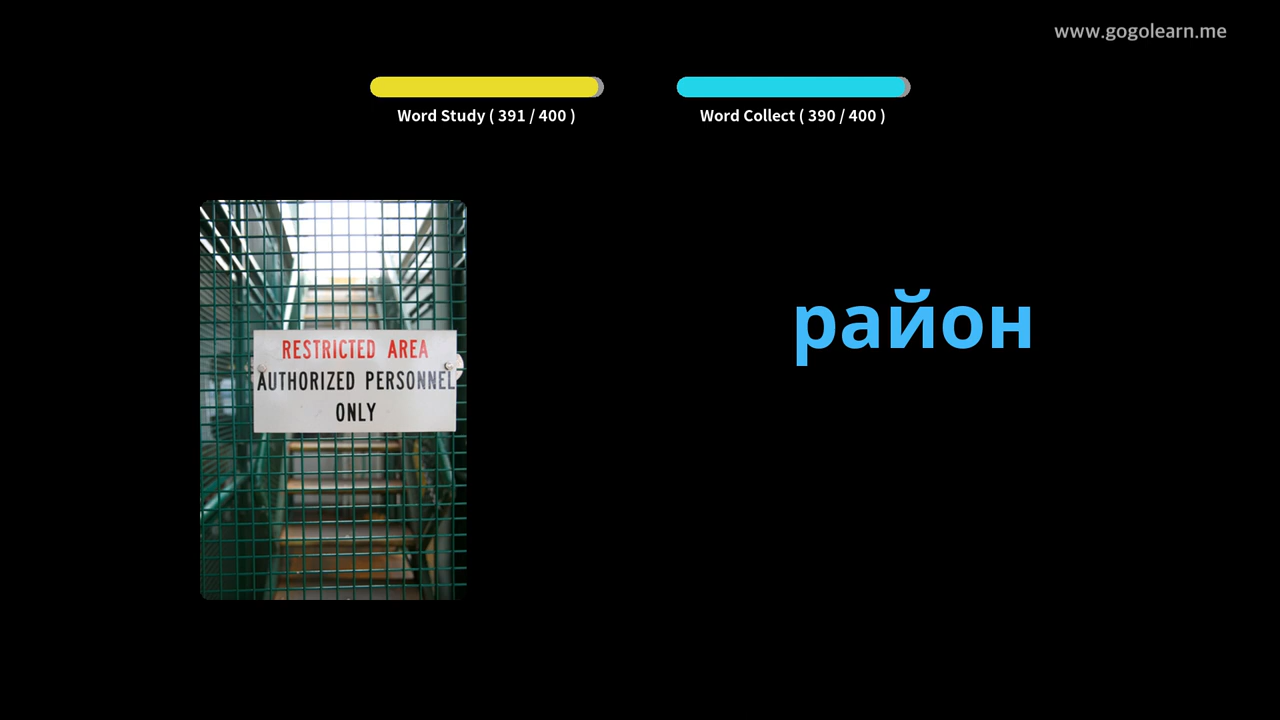 www.gogolearn.me
Word Study ( 391 / 400 )
Word Collect ( 390 / 400 )
RESTRICTED AREA
AUTHORIZED PERSONNEL
ONLY
район